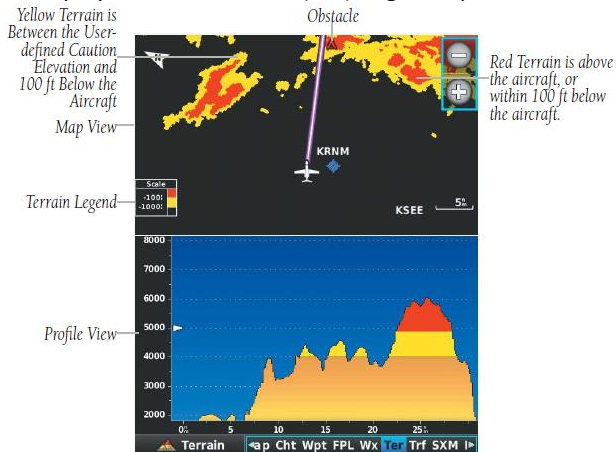 Yellow Terrain is
Between the User-
defined Caution
Elevation and
100 ft Below the
Aircraft
Obstacle
Red Terrain is above
the aircraft, or
within 100 ft below
the aircraft.
Map View
KRNM
Terrain Legend
Scale
-100
-1000
KSEE
5
8000
7000
6000
5000
4000
3000
2000
Profile View
0 5 10 15 20 25
Terrain
ap Cht Wpt FPL Wx Ter Trf SXM